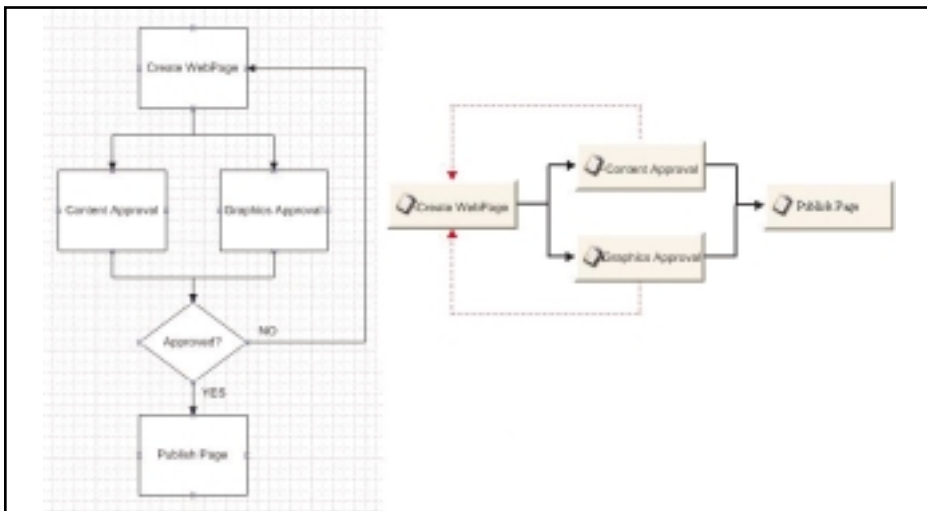 Create WebPage
Content Approval
Graphics Approval
Approved?
NO
YES
Publish Page
Create WebPage
Content Approval
Graphics Approval
Publish Page